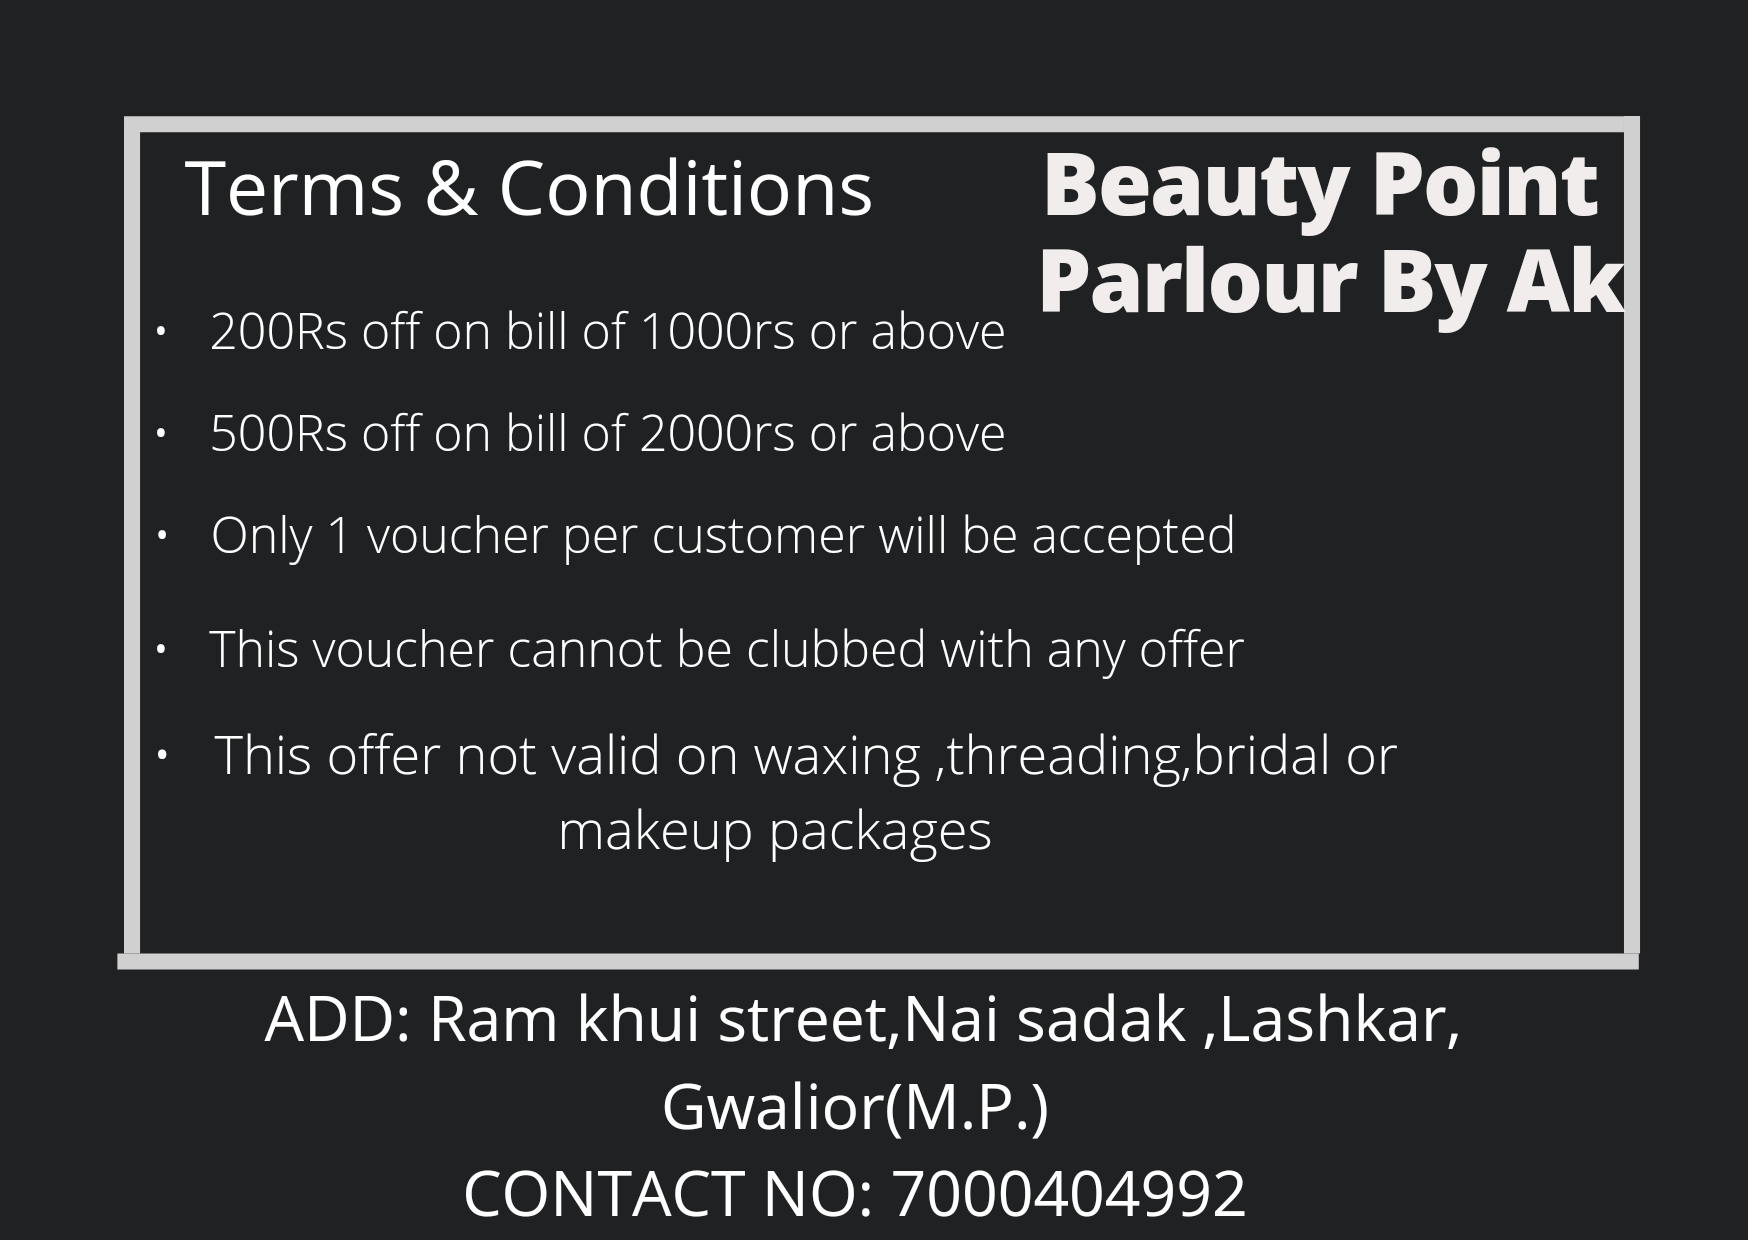 Terms & Conditions
Beauty Point
Parlour By Ak
• 200Rs off on bill of 1000rs or above
• 500Rs off on bill of 2000rs or above
• Only 1 voucher per customer will be accepted
• This voucher cannot be clubbed with any offer
• This offer not valid on waxing ,threading,bridal or
makeup packages
ADD: Ram khui street,Nai sadak ,Lashkar,
Gwalior(M.P.)
CONTACT NO: 7000404992